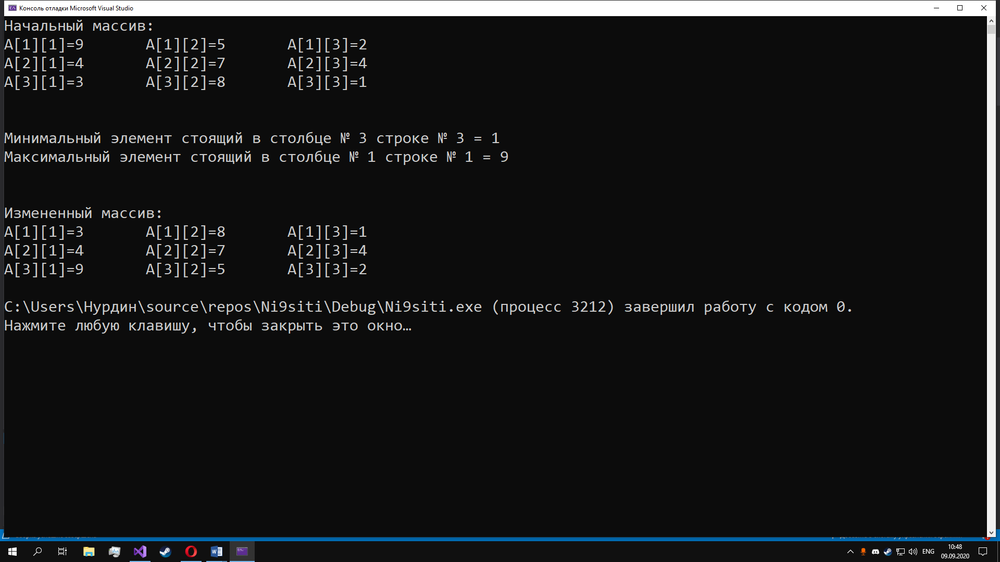 Консоль отладки Microsoft Visual Studio
Начальный массив:
A[1][1]=9 A[1][2]=5 A[1][3]=2
A[2][1]=4 A[2][2]=7 A[2][3]=4
A[3][1]=3 A[3][2]=8 A[3][3]=1
Минимальный элемент стоящий в столбце № 3 строке № 3 = 1
Максимальный элемент стоящий в столбце № 1 строке № 1 = 9
Измененный массив:
A[1][1]=3 A[1][2]=8 A[1][3]=1
A[2][1]=4 A[2][2]=7 A[2][3]=4
A[3][1]=9 A[3][2]=5 A[3][3]=2
C:\Users\Нурдин\source\repos\Ni9siti\Debug\Ni9siti.exe (процесс 3212) завершил работу с кодом 0.
Нажмите любую клавишу, чтобы закрыть это окно…
ENG
10:48
09.09.2020